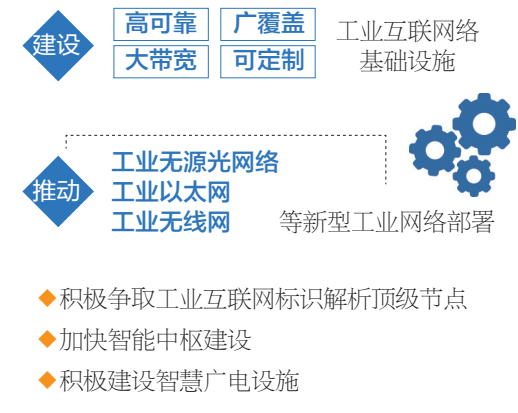 建设
高可靠 广覆盖
大带宽 可定制
工业互联网络
基础设施
推动
工业无源光网络
工业以太网
工业无线网
等新型工业网络部署
积极争取工业互联网标识解析顶级节点
加快智能中枢建设
积极建设智慧广电设施